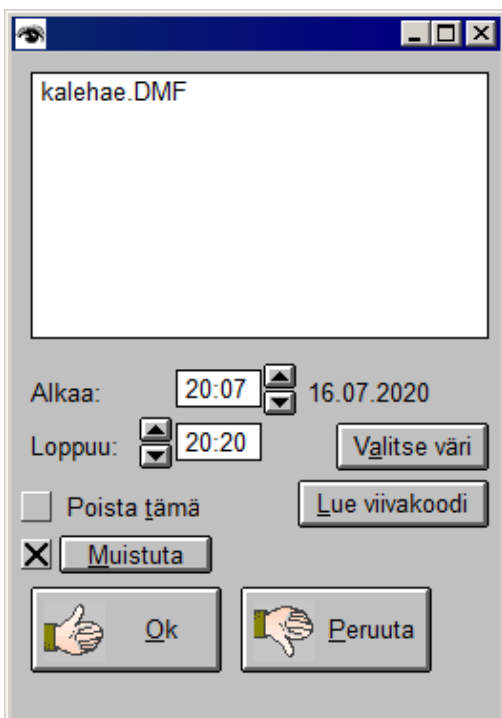 kalehae.DMF
Alkaa: 20:07 16.07.2020
Loppuu: 20:20 Valitse väri
Poista tämä Lue viivakoodi
Muistuta
Ok Peruuta